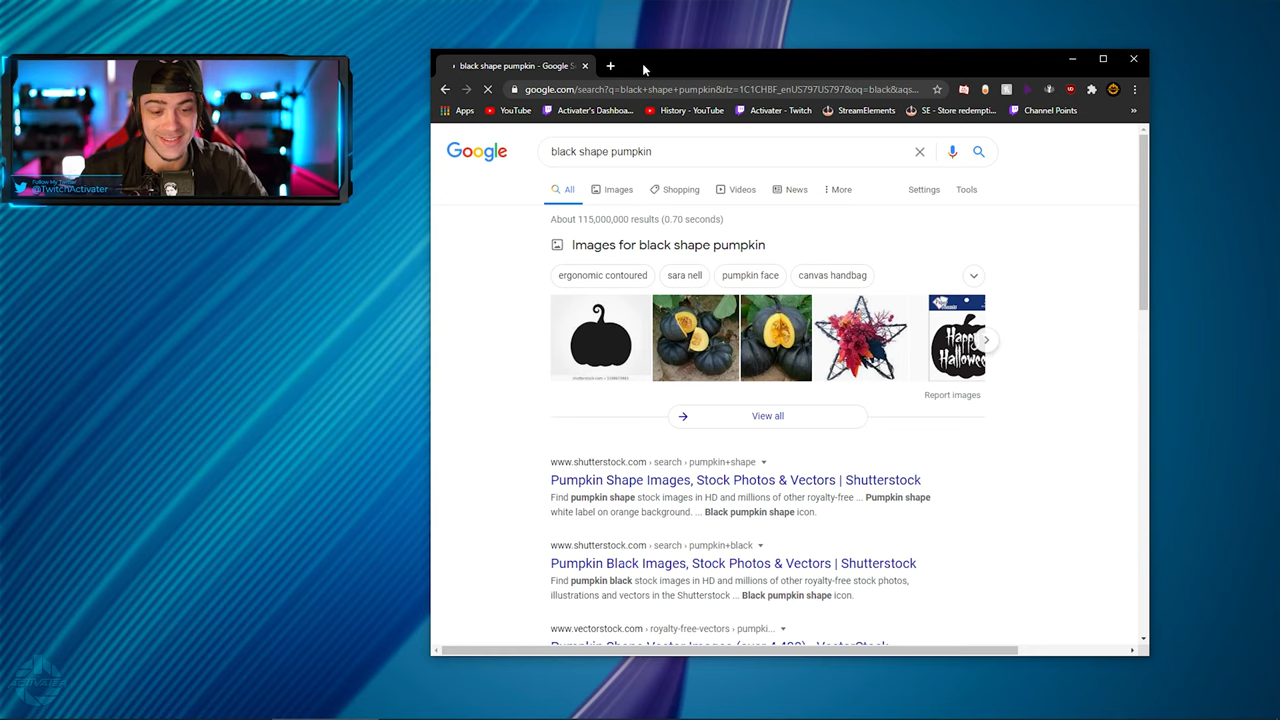 black shape pumpkin - Google S
google.com/search?q=black+shape+pumpkin&rlz=1C1CHBF_enUS797US797&oq=black&aqs...
Apps YouTube Activater's Dashboa... History - YouTube Activater - Twitch StreamElements SE - Store redempti... Channel Points »
Google black shape pumpkin
All Images Shopping Videos News More Settings Tools
About 115,000,000 results (0.70 seconds)
Images for black shape pumpkin
ergonomic contoured sara nell pumpkin face canvas handbag
Happy
Halloween
Report images
View all
www.shutterstock.com › search › pumpkin+shape
Pumpkin Shape Images, Stock Photos & Vectors | Shutterstock
Find pumpkin shape stock images in HD and millions of other royalty-free ... Pumpkin shape
white label on orange background. ... Black pumpkin shape icon.
www.shutterstock.com › search › pumpkin+black
Pumpkin Black Images, Stock Photos & Vectors | Shutterstock
Find pumpkin black stock images in HD and millions of other royalty-free stock photos,
illustrations and vectors in the Shutterstock ... Black pumpkin shape icon.
www.vectorstock.com › royalty-free-vectors › pumpki...
Follow My Twitter
@TwitchActivater
ACTIVATER